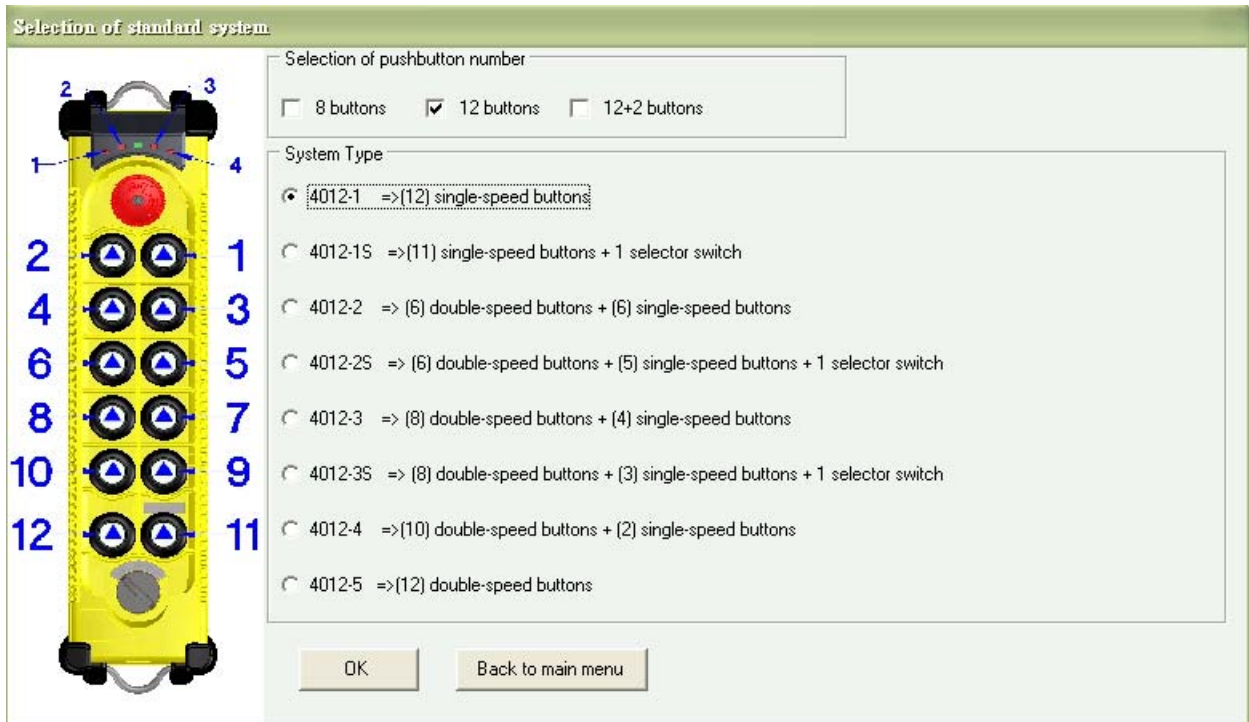 Selection of standard system
Selection of pushbutton number
8 buttons 12 buttons 12+2 buttons
System Type
4012-1 =>(12) single-speed buttons
4012-1S =>(11) single-speed buttons + 1 selector switch
4012-2 => (6) double-speed buttons + (6) single-speed buttons
4012-2S => (6) double-speed buttons + (5) single-speed buttons + 1 selector switch
4012-3 => (8) double-speed buttons + (4) single-speed buttons
4012-3S => (8) double-speed buttons + (3) single-speed buttons + 1 selector switch
4012-4 =>(10) double-speed buttons + (2) single-speed buttons
4012-5 =>(12) double-speed buttons
OK Back to main menu
2 3
1 4
2 1
4 3
6 5
8 7
10 9
12 11